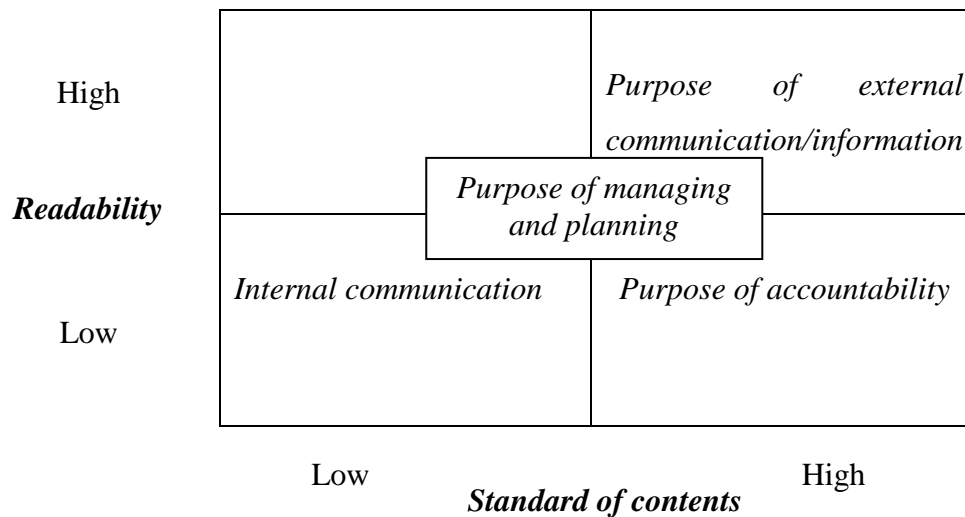 High
Purpose of external
communication/information
Readability
Purpose of managing
and planning
Internal communication
Purpose of accountability
Low
Low
High
Standard of contents